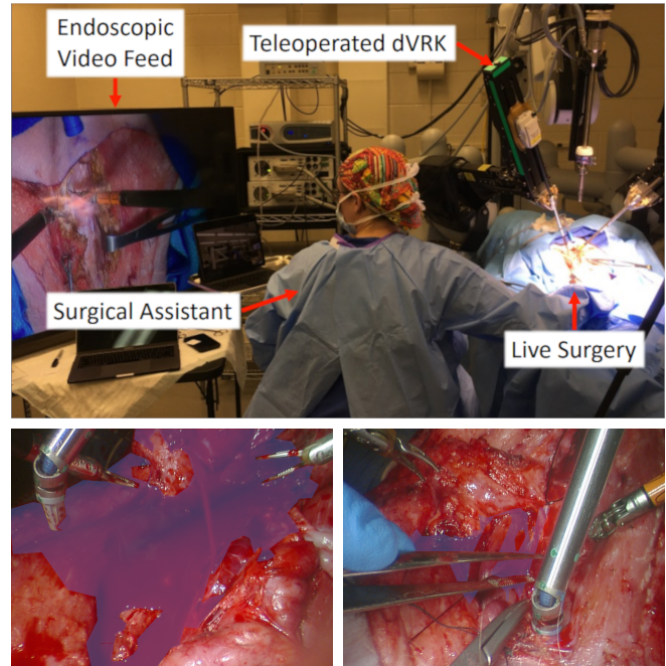 Endoscopic
Video Feed
Teleoperated dVRK
Surgical Assistant
Live Surgery